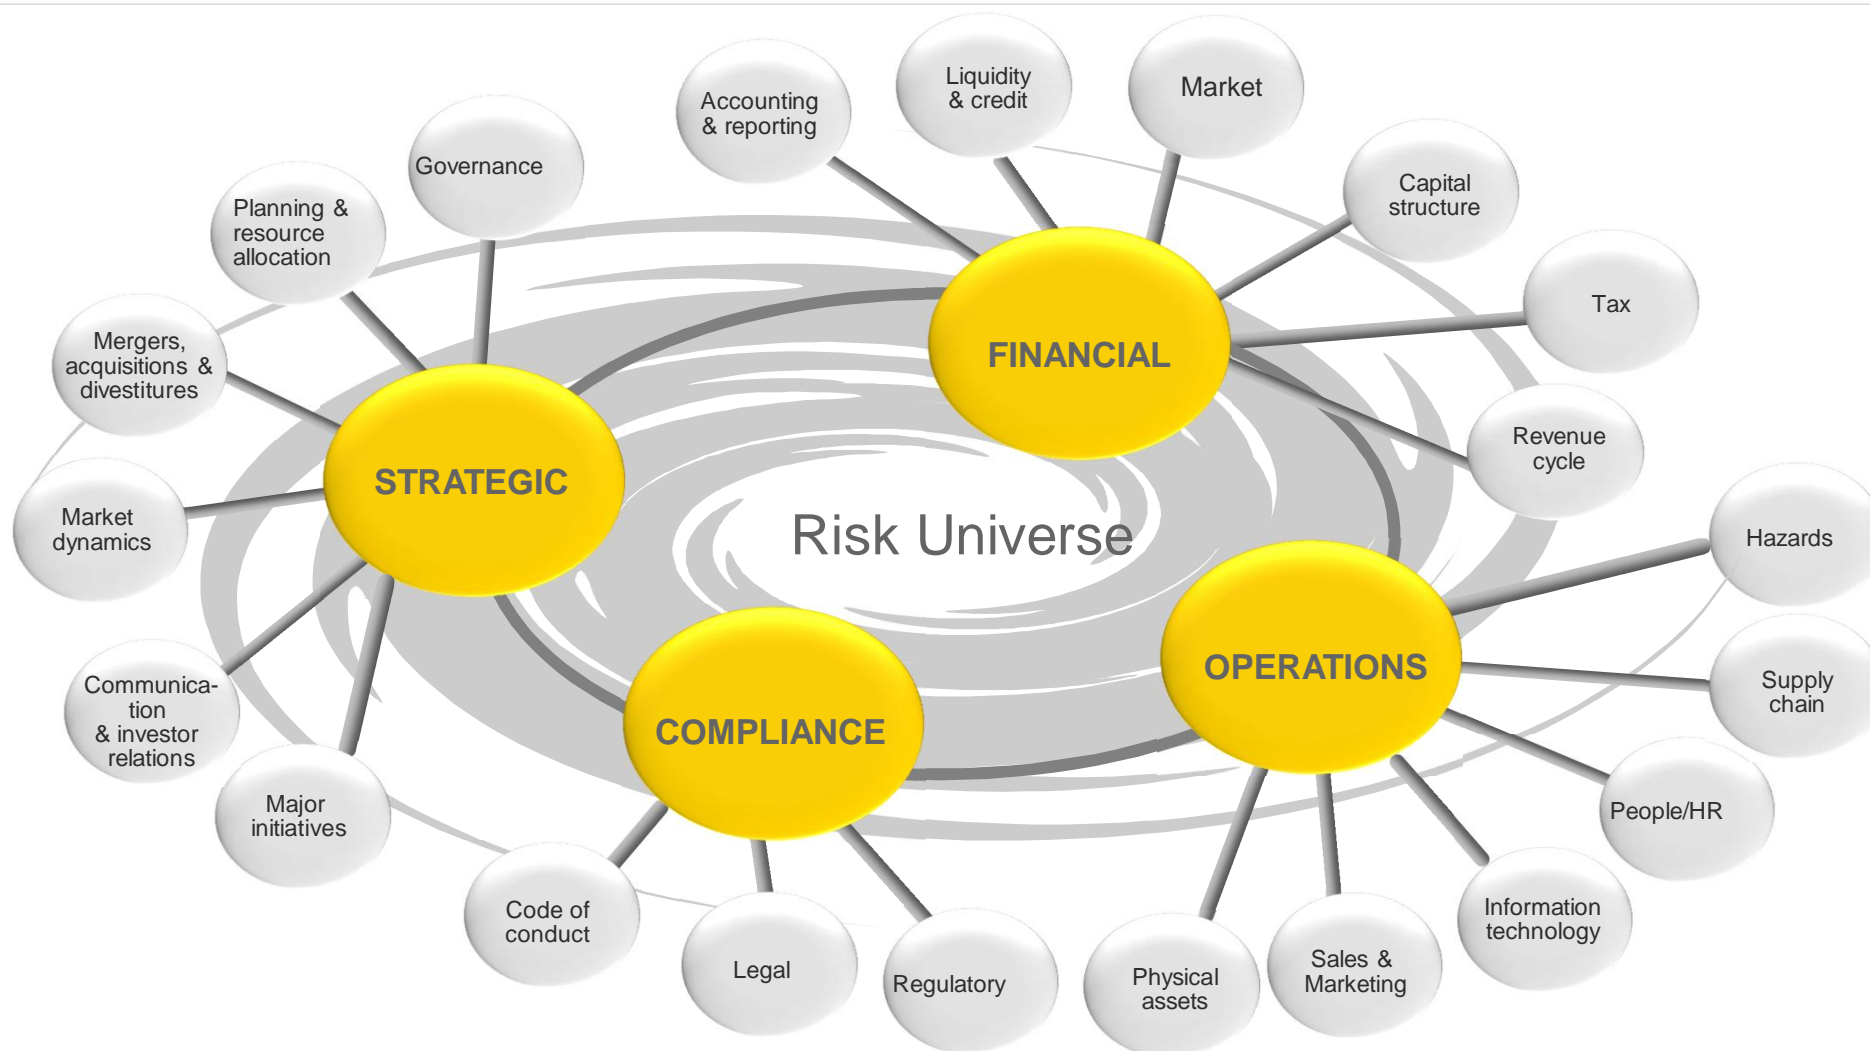 Liquidity
& credit
Market
Accounting
& reporting
Governance
Capital
structure
Planning &
resource
allocation
Tax
Mergers,
acquisitions &
divestitures
FINANCIAL
Revenue
cycle
STRATEGIC
Market
dynamics
Risk Universe
Hazards
OPERATIONS
Supply
chain
Communica-
tion
& investor
relations
COMPLIANCE
Major
initiatives
People/HR
Code of
conduct
Information
technology
Legal
Regulatory
Physical
assets
Sales &
Marketing